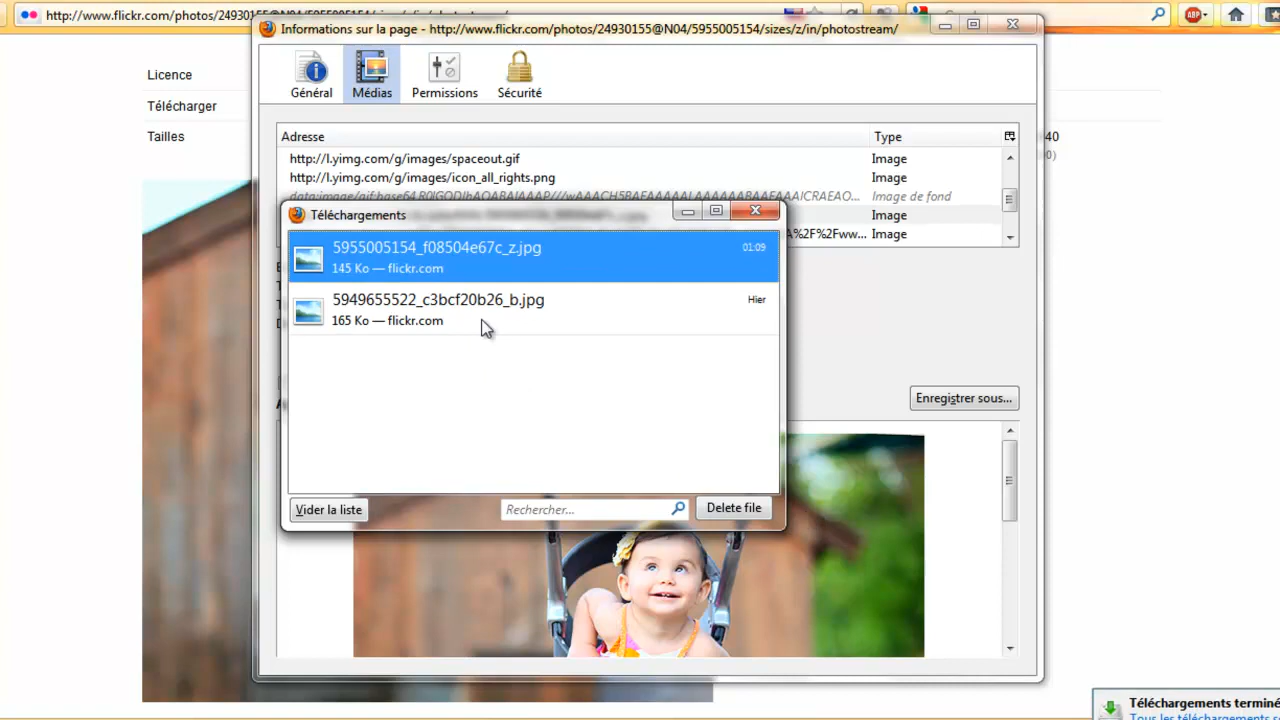 http://www.flickr.com/photos/24930155@N04/5955005154/sizes/z/in/photostream/
Informations sur la page - http://www.flickr.com/photos/24930155@N04/5955005154/sizes/z/in/photostream/
ABP
Licence
Télécharger
Tailles
Général
Médias
Permissions
Sécurité
Adresse
Type
http://l.yimg.com/g/images/spaceout.gif
Image
http://l.yimg.com/g/images/icon_all_rights.png
Image
Image de fond
Image
Image
Téléchargements
5955005154_f08504e67c_z.jpg
01:09
145 Ko — flickr.com
5949655522_c3bcf20b26_b.jpg
Hier
165 Ko — flickr.com
Enregistrer sous...
Vider la liste
Rechercher...
Delete file
Téléchargements terminé